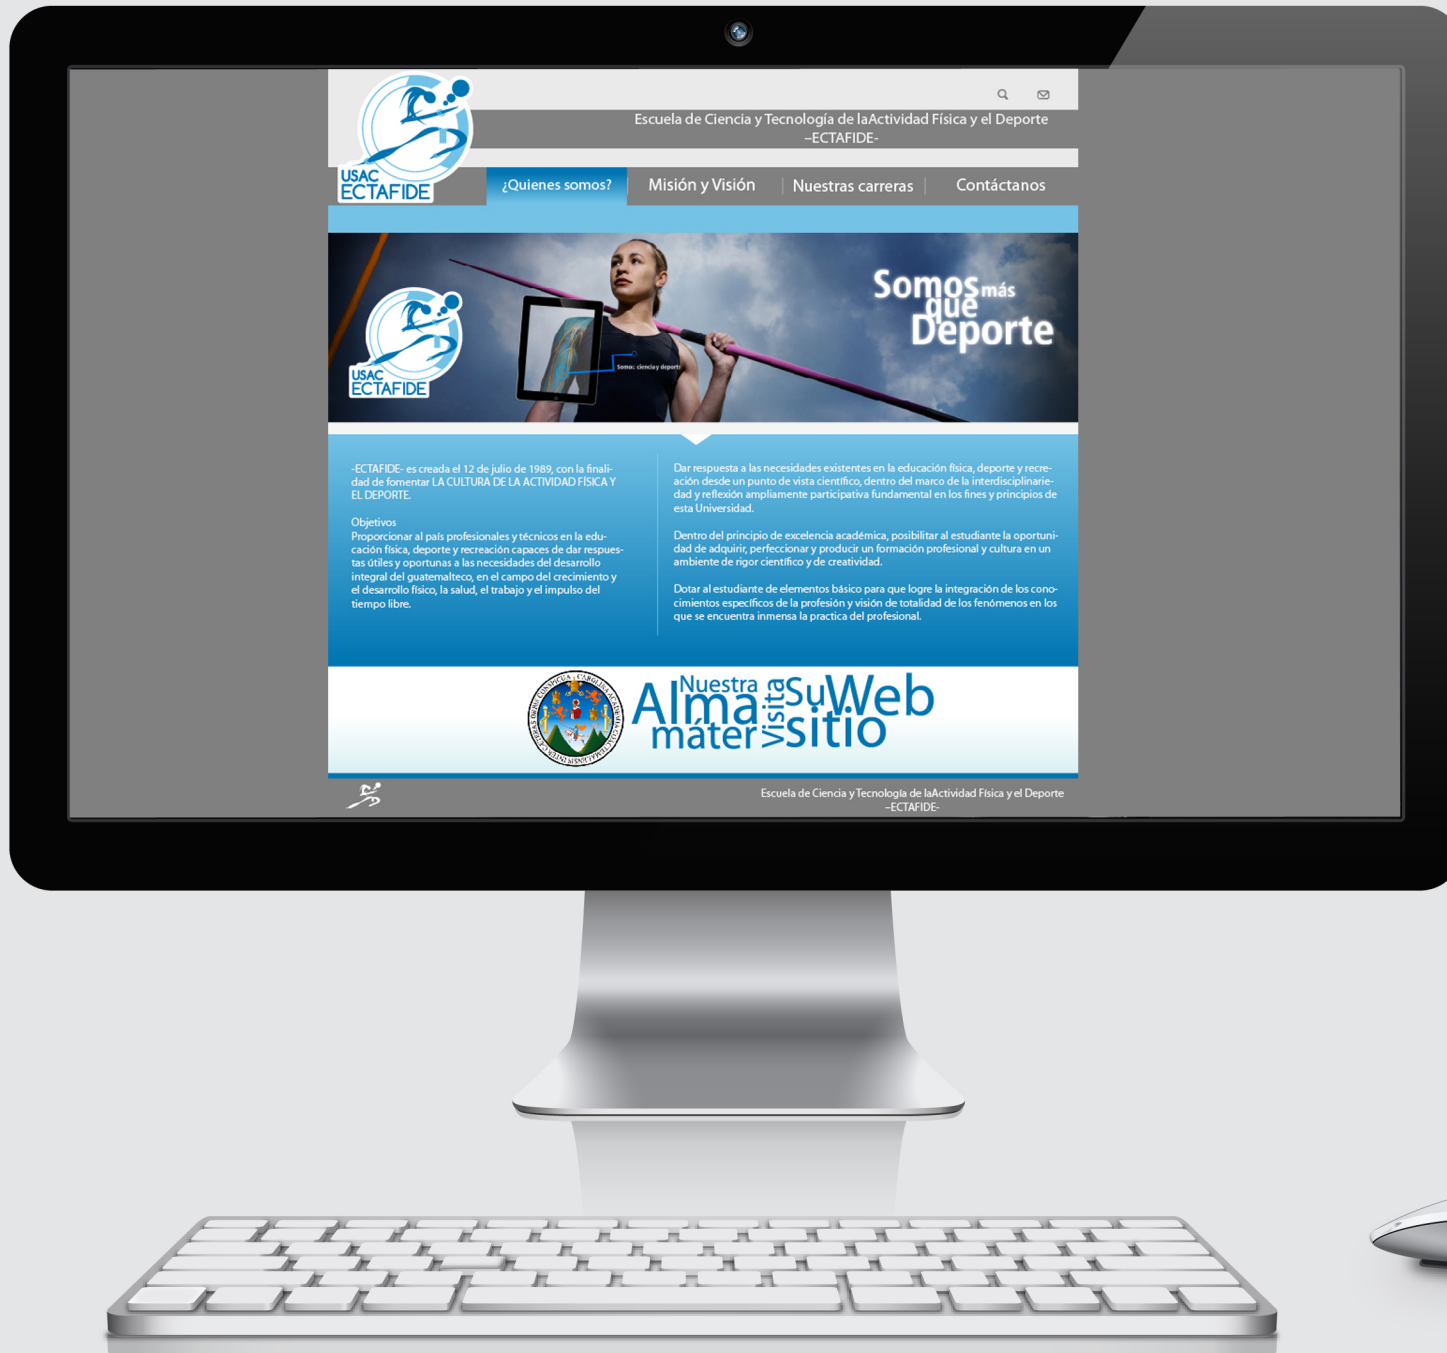 USAC
ECTAFIDE
Escuela de Ciencia y Tecnología de laActividad Física y el Deporte
–ECTAFIDE-
¿Quienes somos?
Misión y Visión
Nuestras carreras
Contáctanos
USAC
ECTAFIDE
Somos ciencia y deporte
Somos más
que
Deporte
-ECTAFIDE- es creada el 12 de julio de 1989, con la finali-
dad de fomentar LA CULTURA DE LA ACTIVIDAD FÍSICA Y
EL DEPORTE.
Objetivos
Proporcionar al país profesionales y técnicos en la edu-
cación física, deporte y recreación capaces de dar respues-
tas útiles y oportunas a las necesidades del desarrollo
integral del guatemalteco, en el campo del crecimiento y
el desarrollo físico, la salud, el trabajo y el impulso del
tiempo libre.
Dar respuesta a las necesidades existentes en la educación física, deporte y recre-
ación desde un punto de vista científico, dentro del marco de la interdisciplinarie-
dad y reflexión ampliamente participativa fundamental en los fines y principios de
esta Universidad.
Dentro del principio de excelencia académica, posibilitar al estudiante la oportuni-
dad de adquirir, perfeccionar y producir un formación profesional y cultura en un
ambiente de rigor científico y de creatividad.
Dotar al estudiante de elementos básico para que logre la integración de los cono-
cimientos específicos de la profesión y visión de totalidad de los fenómenos en los
que se encuentra inmensa la practica del profesional.
Nuestra
Alma
máter
Visita
Su Web
sitio
Escuela de Ciencia y Tecnología de laActividad Física y el Deporte
–ECTAFIDE-